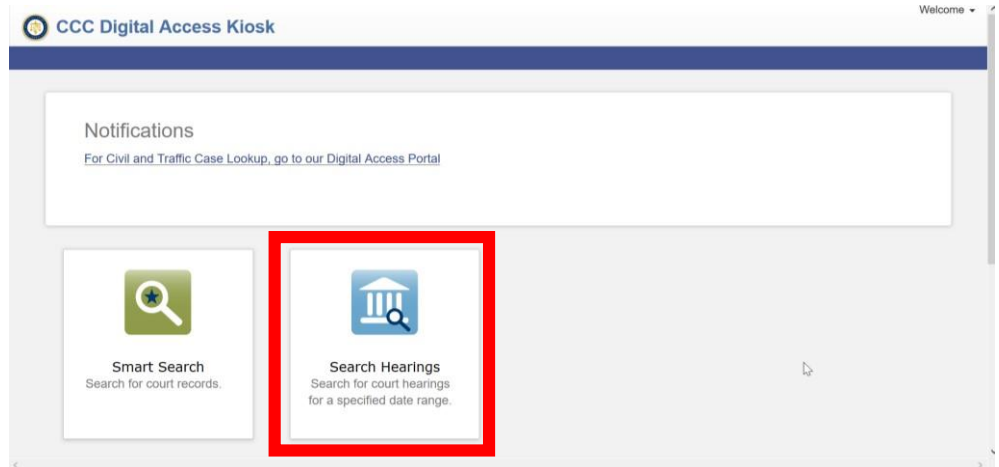 Welcome
CCC Digital Access Kiosk
Notifications
For Civil and Traffic Case Lookup, go to our Digital Access Portal
Smart Search
Search for court records.
Search Hearings
Search for court hearings
for a specified date range.